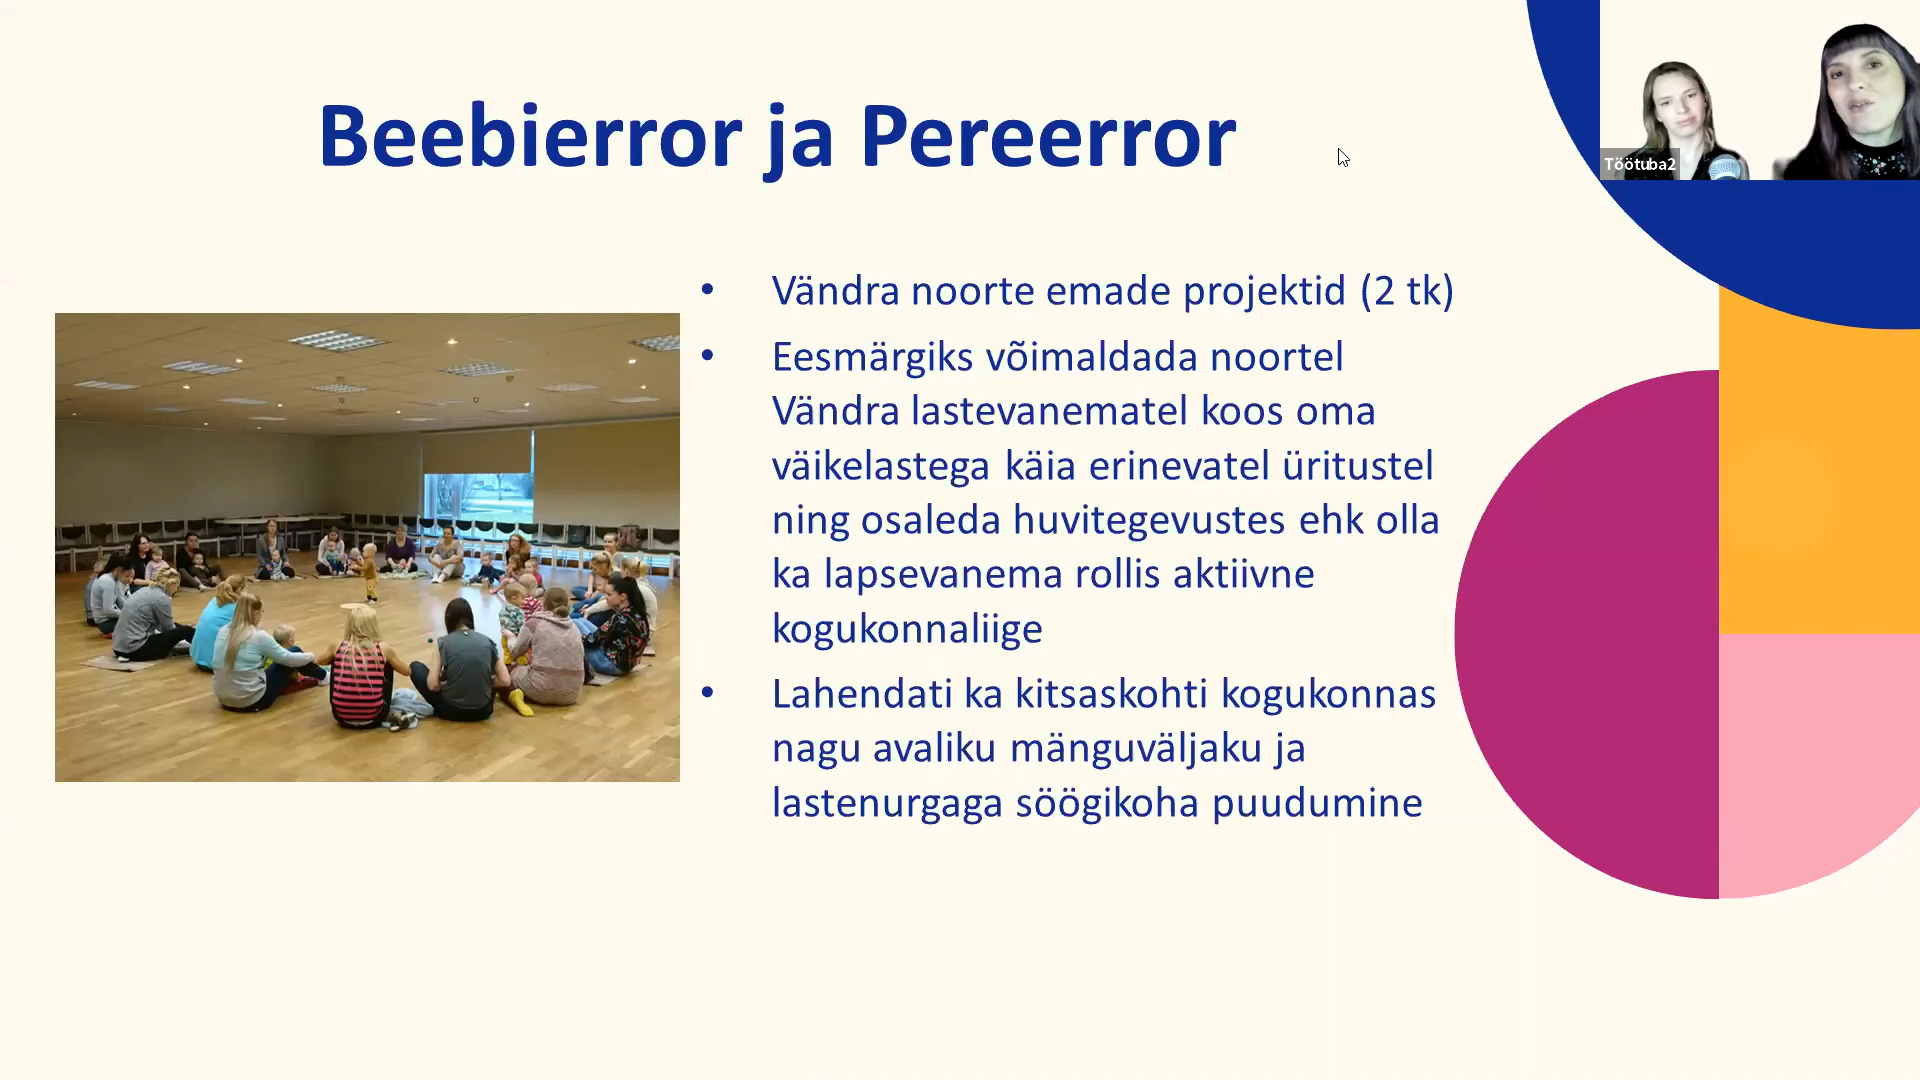 Beebierror ja Pereerror
Töötuba2
• Vändra noorte emade projektid (2 tk)
• Eesmärgiks võimaldada noortel
Vändra lastevanematel koos oma
väikelastega käia erinevatel üritustel
ning osaleda huvitegevustes ehk olla
ka lapsevanema rollis aktiivne
kogukonnaliige
• Lahendati ka kitsaskohti kogukonnas
nagu avaliku mänguväljaku ja
lastenurgaga söögikoha puudumine